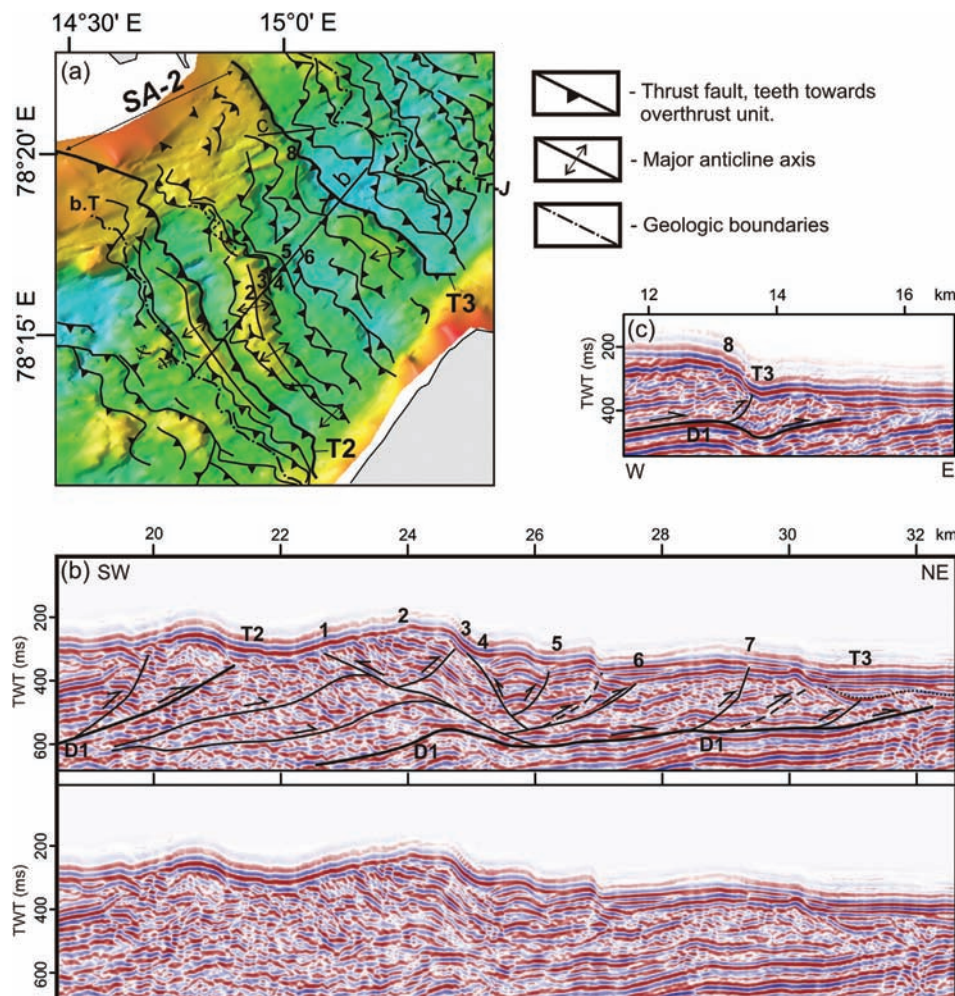 14°30' E 15°0' E
(a)
SA-2
78°20' E
78°15' E
b.T
c
8
b
t. Tr-J
5
6
3
2
4
1
T3
T2
- Thrust fault, teeth towards
overthrust unit.
- Major anticline axis
- Geologic boundaries
12 14 16 km
(c)
8
T3
200
400
TWT (ms)
D1
W E
20 22 24 26 28 30 32 km
(b) SW NE
200
400
600
TWT (ms)
T2 1 2 3 4 5 6 7 T3
D1 D1 D1
200
400
600
TWT (ms)